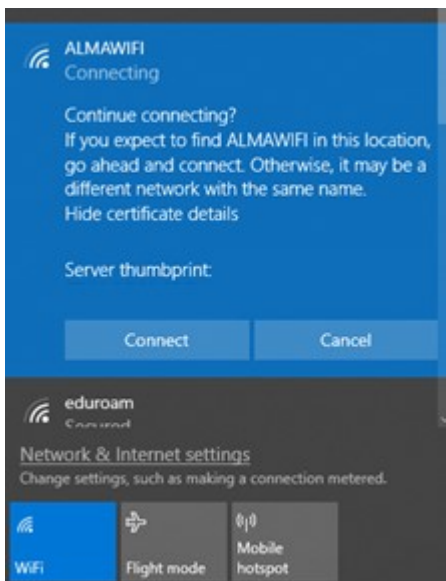 ALMAWIFI
Connecting
Continue connecting?
If you expect to find ALMAWIFI in this location,
go ahead and connect. Otherwise, it may be a
different network with the same name.
Hide certificate details
Server thumbprint:
Connect
Cancel
eduroam
Secured
Network & Internet settings
Change settings, such as making a connection metered.
WiFi
Flight mode
Mobile
hotspot